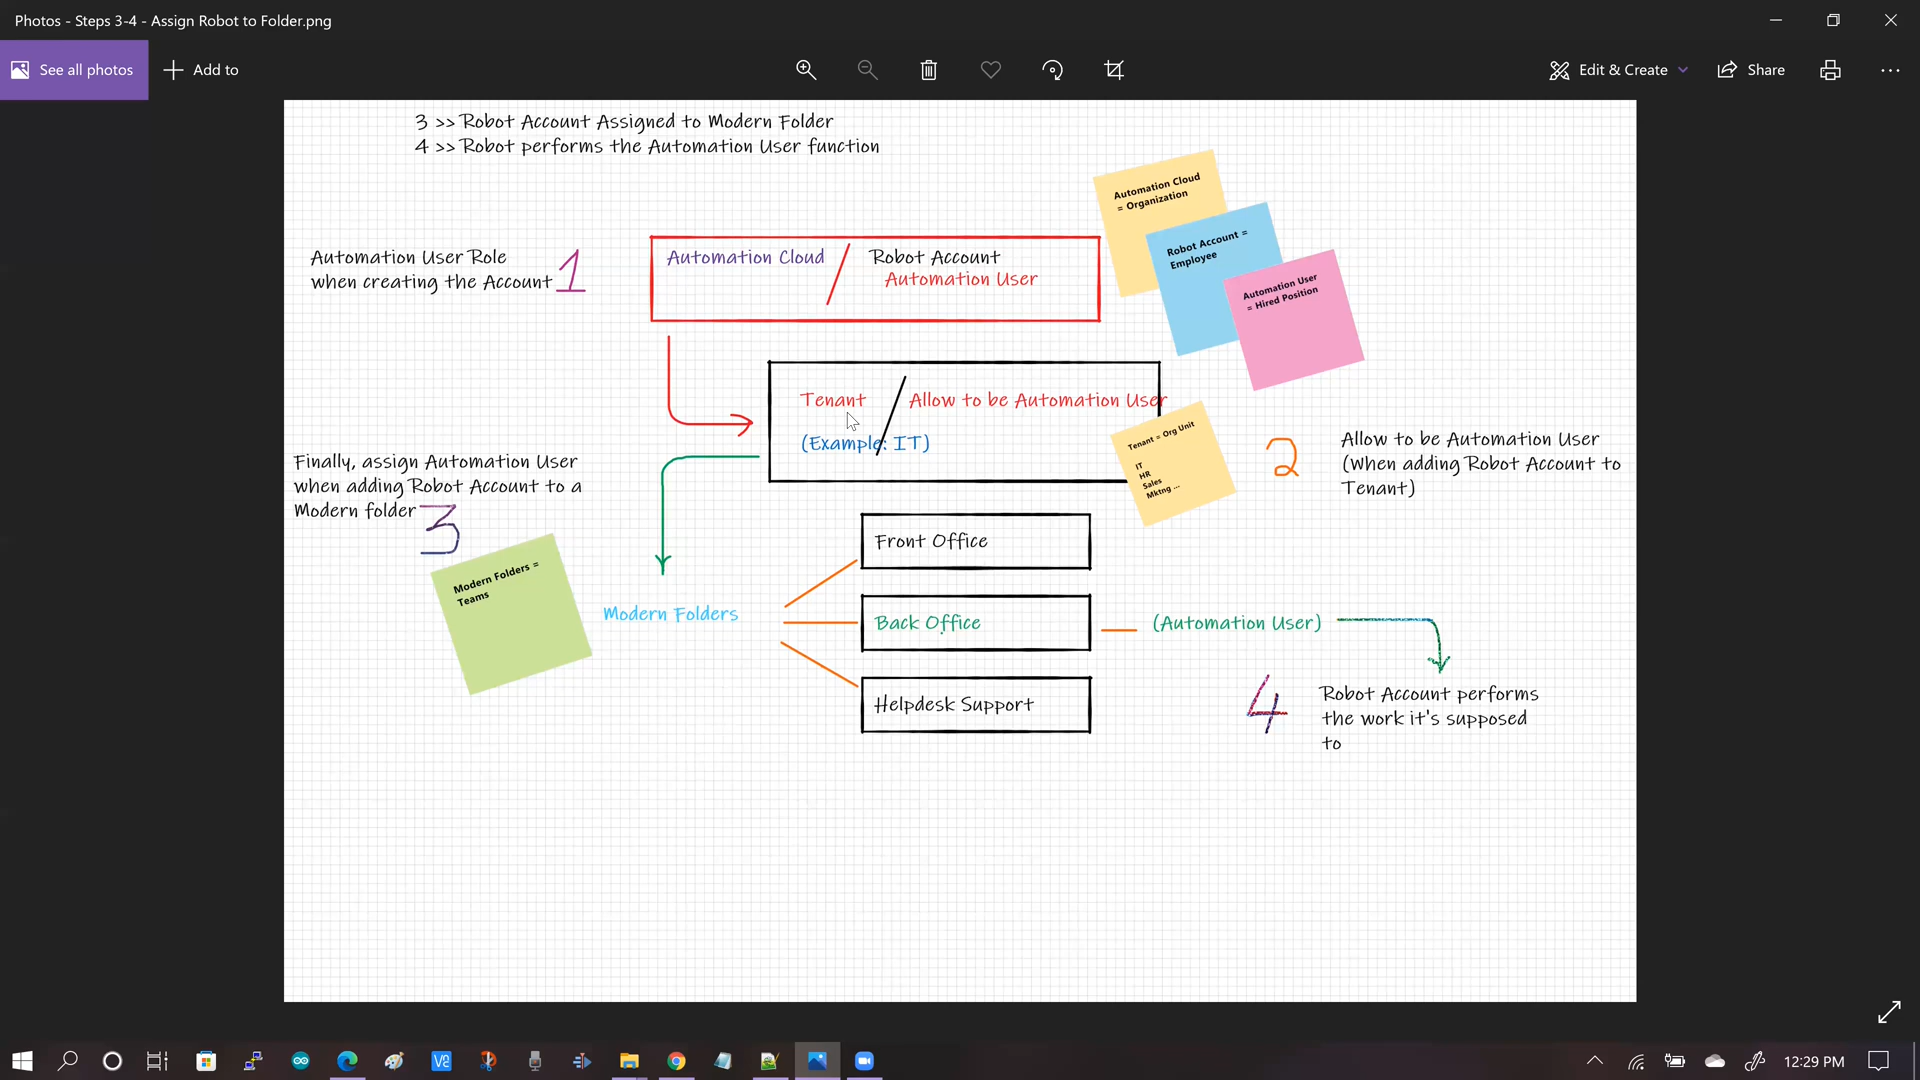 Photos - Steps 3-4 - Assign Robot to Folder.png
See all photos
Add to
Edit & Create
Share
3 >> Robot Account Assigned to Modern Folder
4 >> Robot performs the Automation User function
Automation Cloud
= Organization
Robot Account =
Employee
Automation User
= Hired Position
Automation User Role
when creating the Account
1
Automation Cloud / Robot Account
Automation User
Tenant / Allow to be Automation User
(Example: IT)
Tenant = Org Unit
IT
HR
Sales
Mktng ...
2
Allow to be Automation User
(When adding Robot Account to
Tenant)
Finally, assign Automation User
when adding Robot Account to a
Modern folder
3
Modern Folders =
Teams
Modern Folders
Front Office
Back Office
(Automation User)
Helpdesk Support
4
Robot Account performs
the work it's supposed
to
12:29 PM